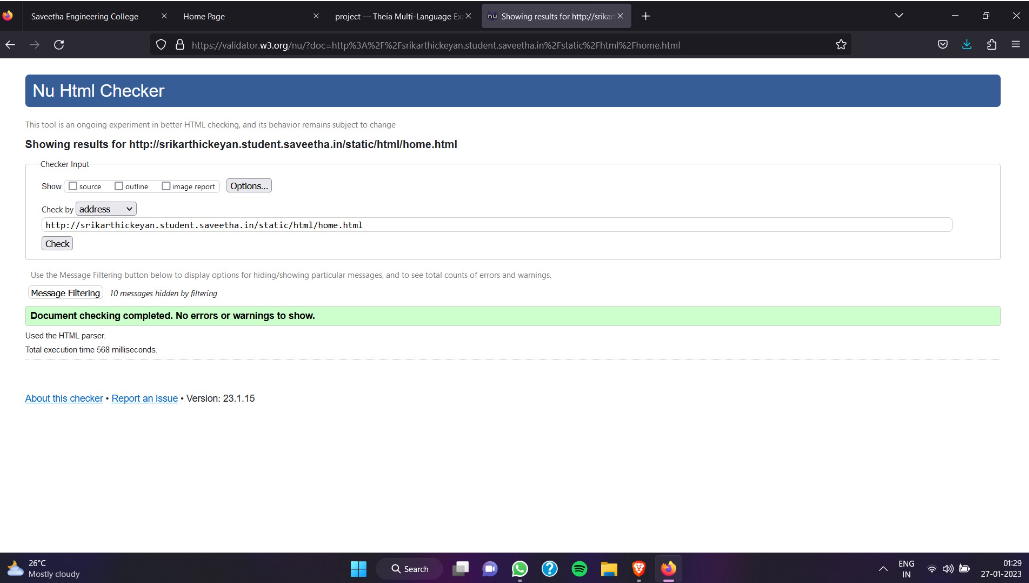 Saveetha Engineering College
Home Page
project — Theia Multi-Language Ex
nu Showing results for http://srikar
https://validator.w3.org/nu/?doc=http%3A%2F%2Fsrikarthickeyan.student.saveetha.in%2Fstatic%2Fhtml%2Fhome.html
Nu Html Checker
This tool is an ongoing experiment in better HTML checking, and its behavior remains subject to change
Showing results for http://srikarthickeyan.student.saveetha.in/static/html/home.html
Checker Input
Show source outline image report Options...
Check by address
http://srikarthickeyan.student.saveetha.in/static/html/home.html
Check
Use the Message Filtering button below to display options for hiding/showing particular messages, and to see total counts of errors and warnings.
Message Filtering 10 messages hidden by filtering
Document checking completed. No errors or warnings to show.
Used the HTML parser.
Total execution time 568 milliseconds.
About this checker • Report an issue • Version: 23.1.15
26°C
Mostly cloudy
Search
ENG
IN
01:29
27-01-2023